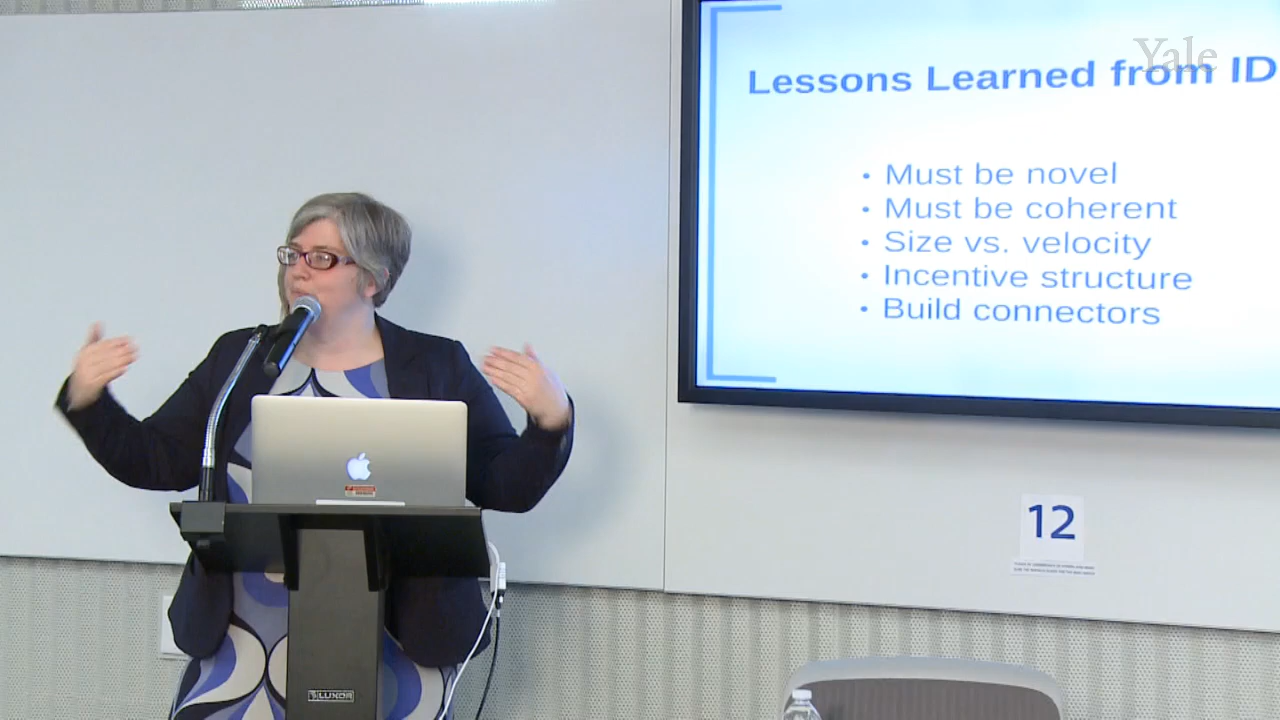 Yale
Lessons Learned from ID
• Must be novel
• Must be coherent
• Size vs. velocity
• Incentive structure
• Build connectors
12
LUXOR